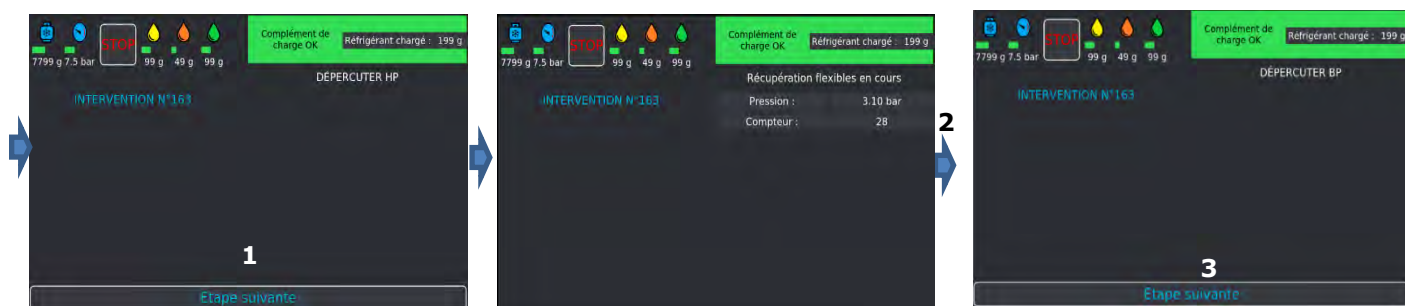 STOP
7799 g 7.5 bar 99 g 49 g 99 g
Complément de
charge OK
Réfrigérant chargé : 199 g
DÉPERCUTER HP
INTERVENTION N°163
1
Etape suivante
STOP
7799 g 7.5 bar 99 g 49 g 99 g
Complément de
charge OK
Réfrigérant chargé : 199 g
Récupération flexibles en cours
INTERVENTION N°163
Pression : 3.10 bar
Compteur : 28
2
STOP
7799 g 7.5 bar 99 g 49 g 99 g
Complément de
charge OK
Réfrigérant chargé : 199 g
DÉPERCUTER BP
INTERVENTION N°163
3
Etape suivante